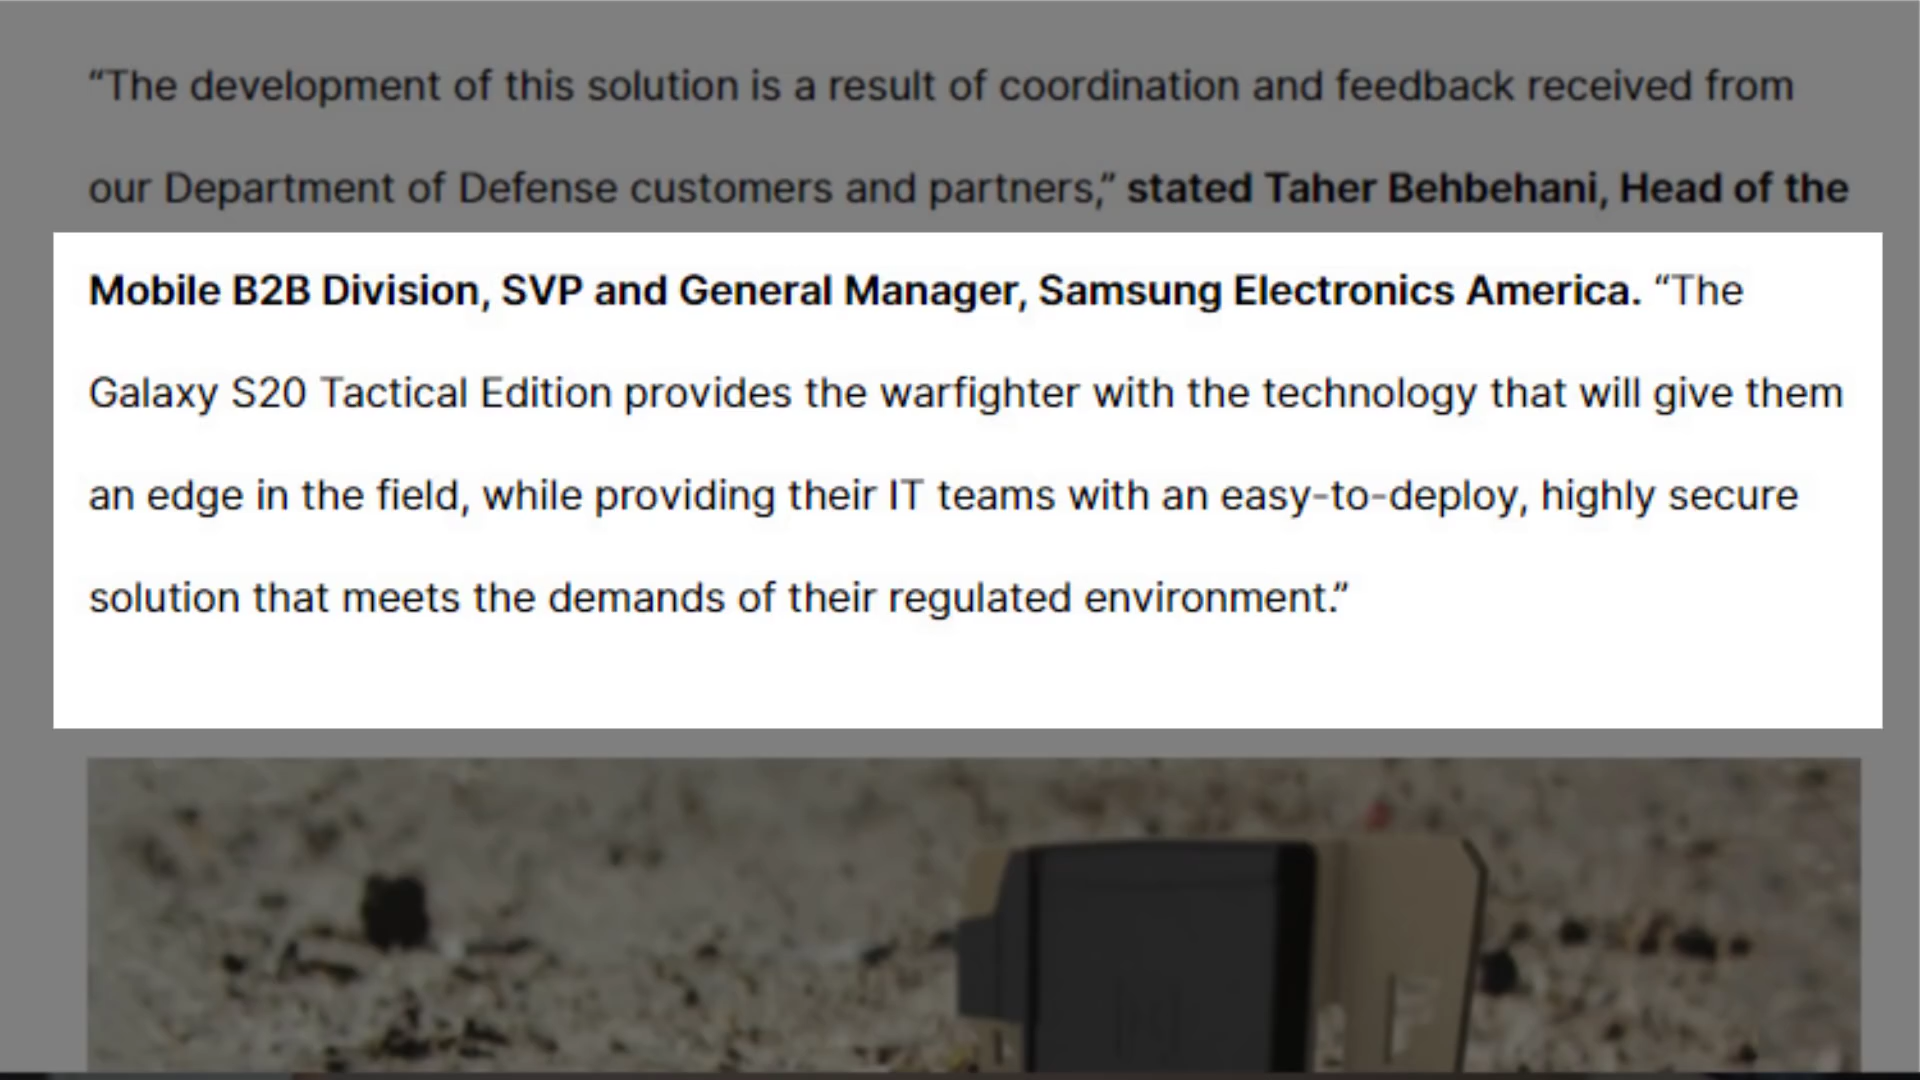 “The development of this solution is a result of coordination and feedback received from
our Department of Defense customers and partners,” stated Taher Behbehani, Head of the
Mobile B2B Division, SVP and General Manager, Samsung Electronics America. “The
Galaxy S20 Tactical Edition provides the warfighter with the technology that will give them
an edge in the field, while providing their IT teams with an easy-to-deploy, highly secure
solution that meets the demands of their regulated environment.”